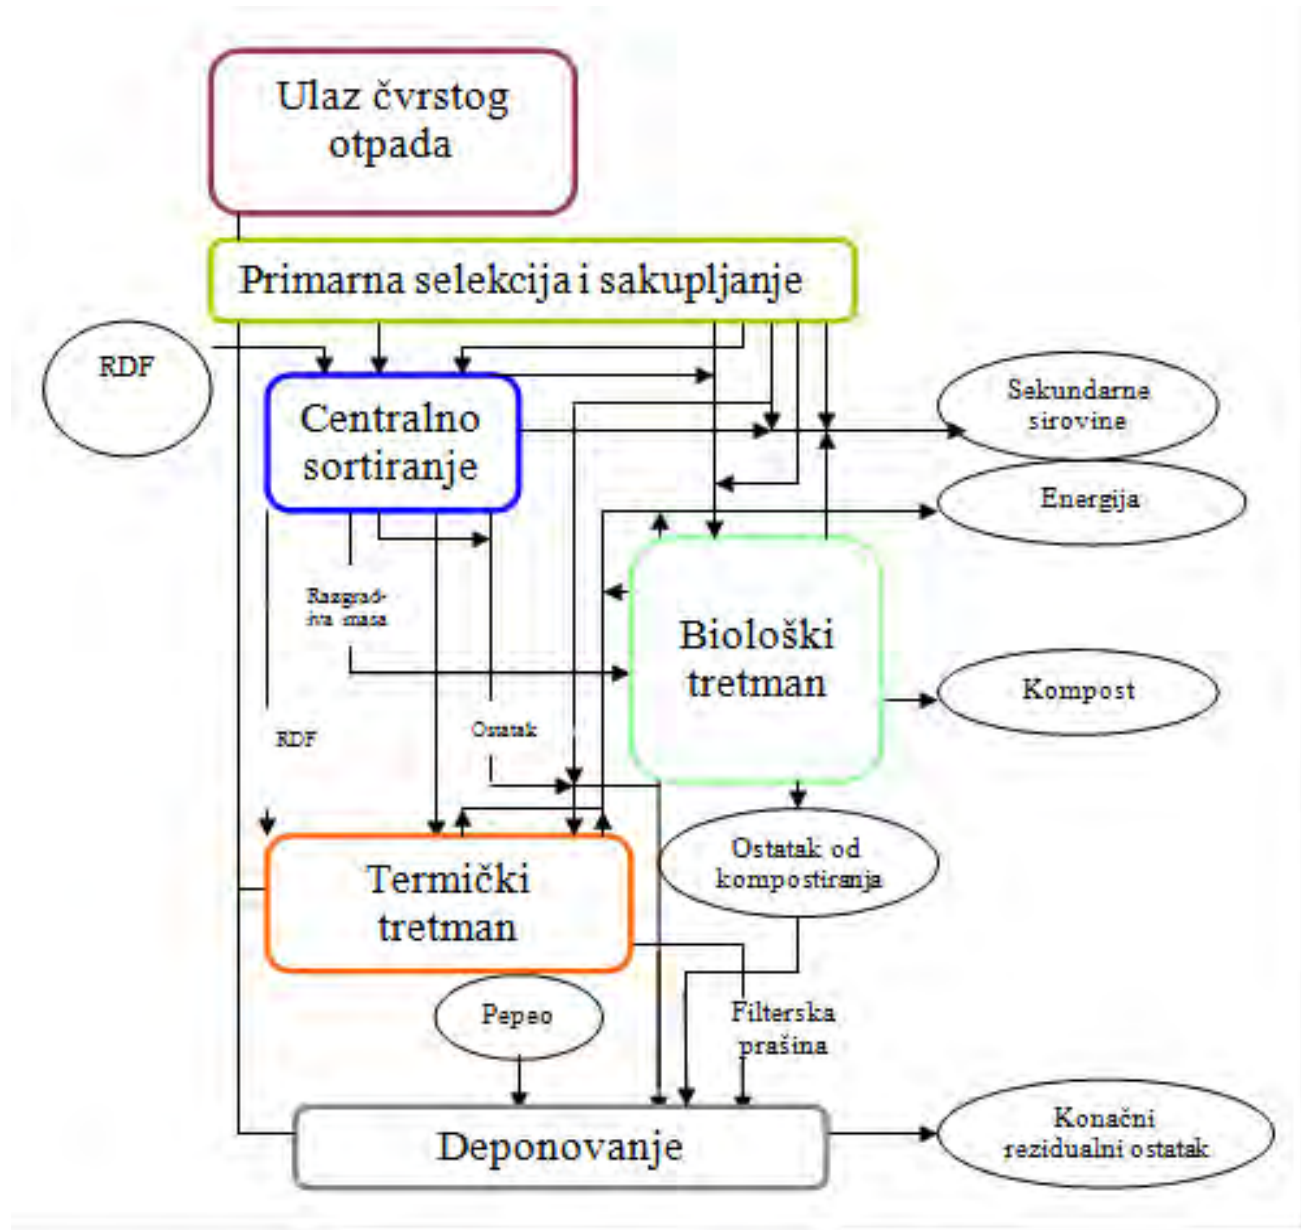 Ulaz čvrstog
otpada
Primarna selekcija i sakupljanje
RDF
Centralno
sortiranje
Sekundarne
sirovine
Energija
Razgrad-
iva masa
Biološki
tretman
Kompost
RDF
Ostatak
Ostatak od
kompostiranja
Termički
tretman
Pepeo
Filterska
prašina
Deponovanje
Konačni
rezidualni ostatak